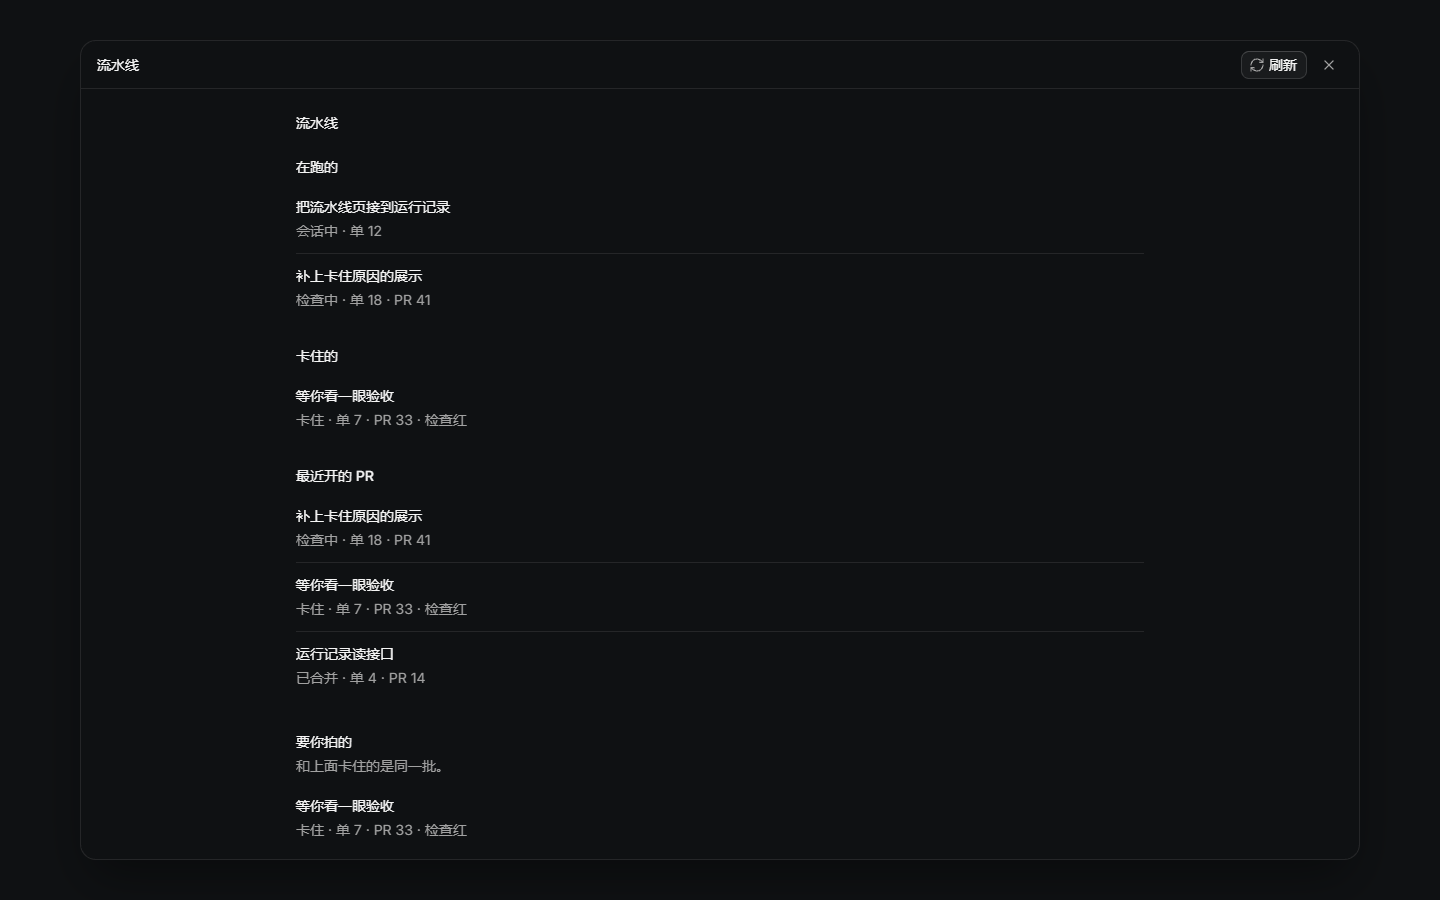 流水线
刷新
流水线
在跑的
把流水线页接到运行记录
会话中 · 单 12
补上卡住原因的展示
检查中 · 单 18 · PR 41
卡住的
等你看一眼验收
卡住 · 单 7 · PR 33 · 检查红
最近开的 PR
补上卡住原因的展示
检查中 · 单 18 · PR 41
等你看一眼验收
卡住 · 单 7 · PR 33 · 检查红
运行记录读接口
已合并 · 单 4 · PR 14
要你拍的
和上面卡住的是同一批。
等你看一眼验收
卡住 · 单 7 · PR 33 · 检查红